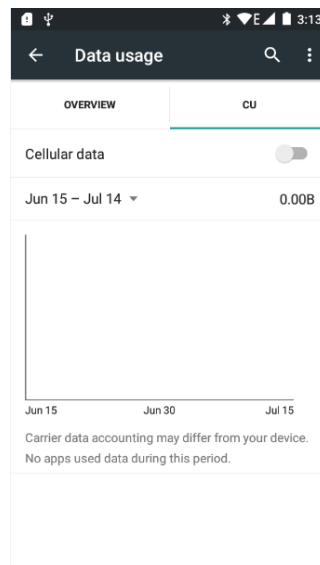 E 3:13
Data usage
OVERVIEW CU
Cellular data
Jun 15 – Jul 14 0.00B
Jun 15 Jun 30 Jul 15
Carrier data accounting may differ from your device.
No apps used data during this period.